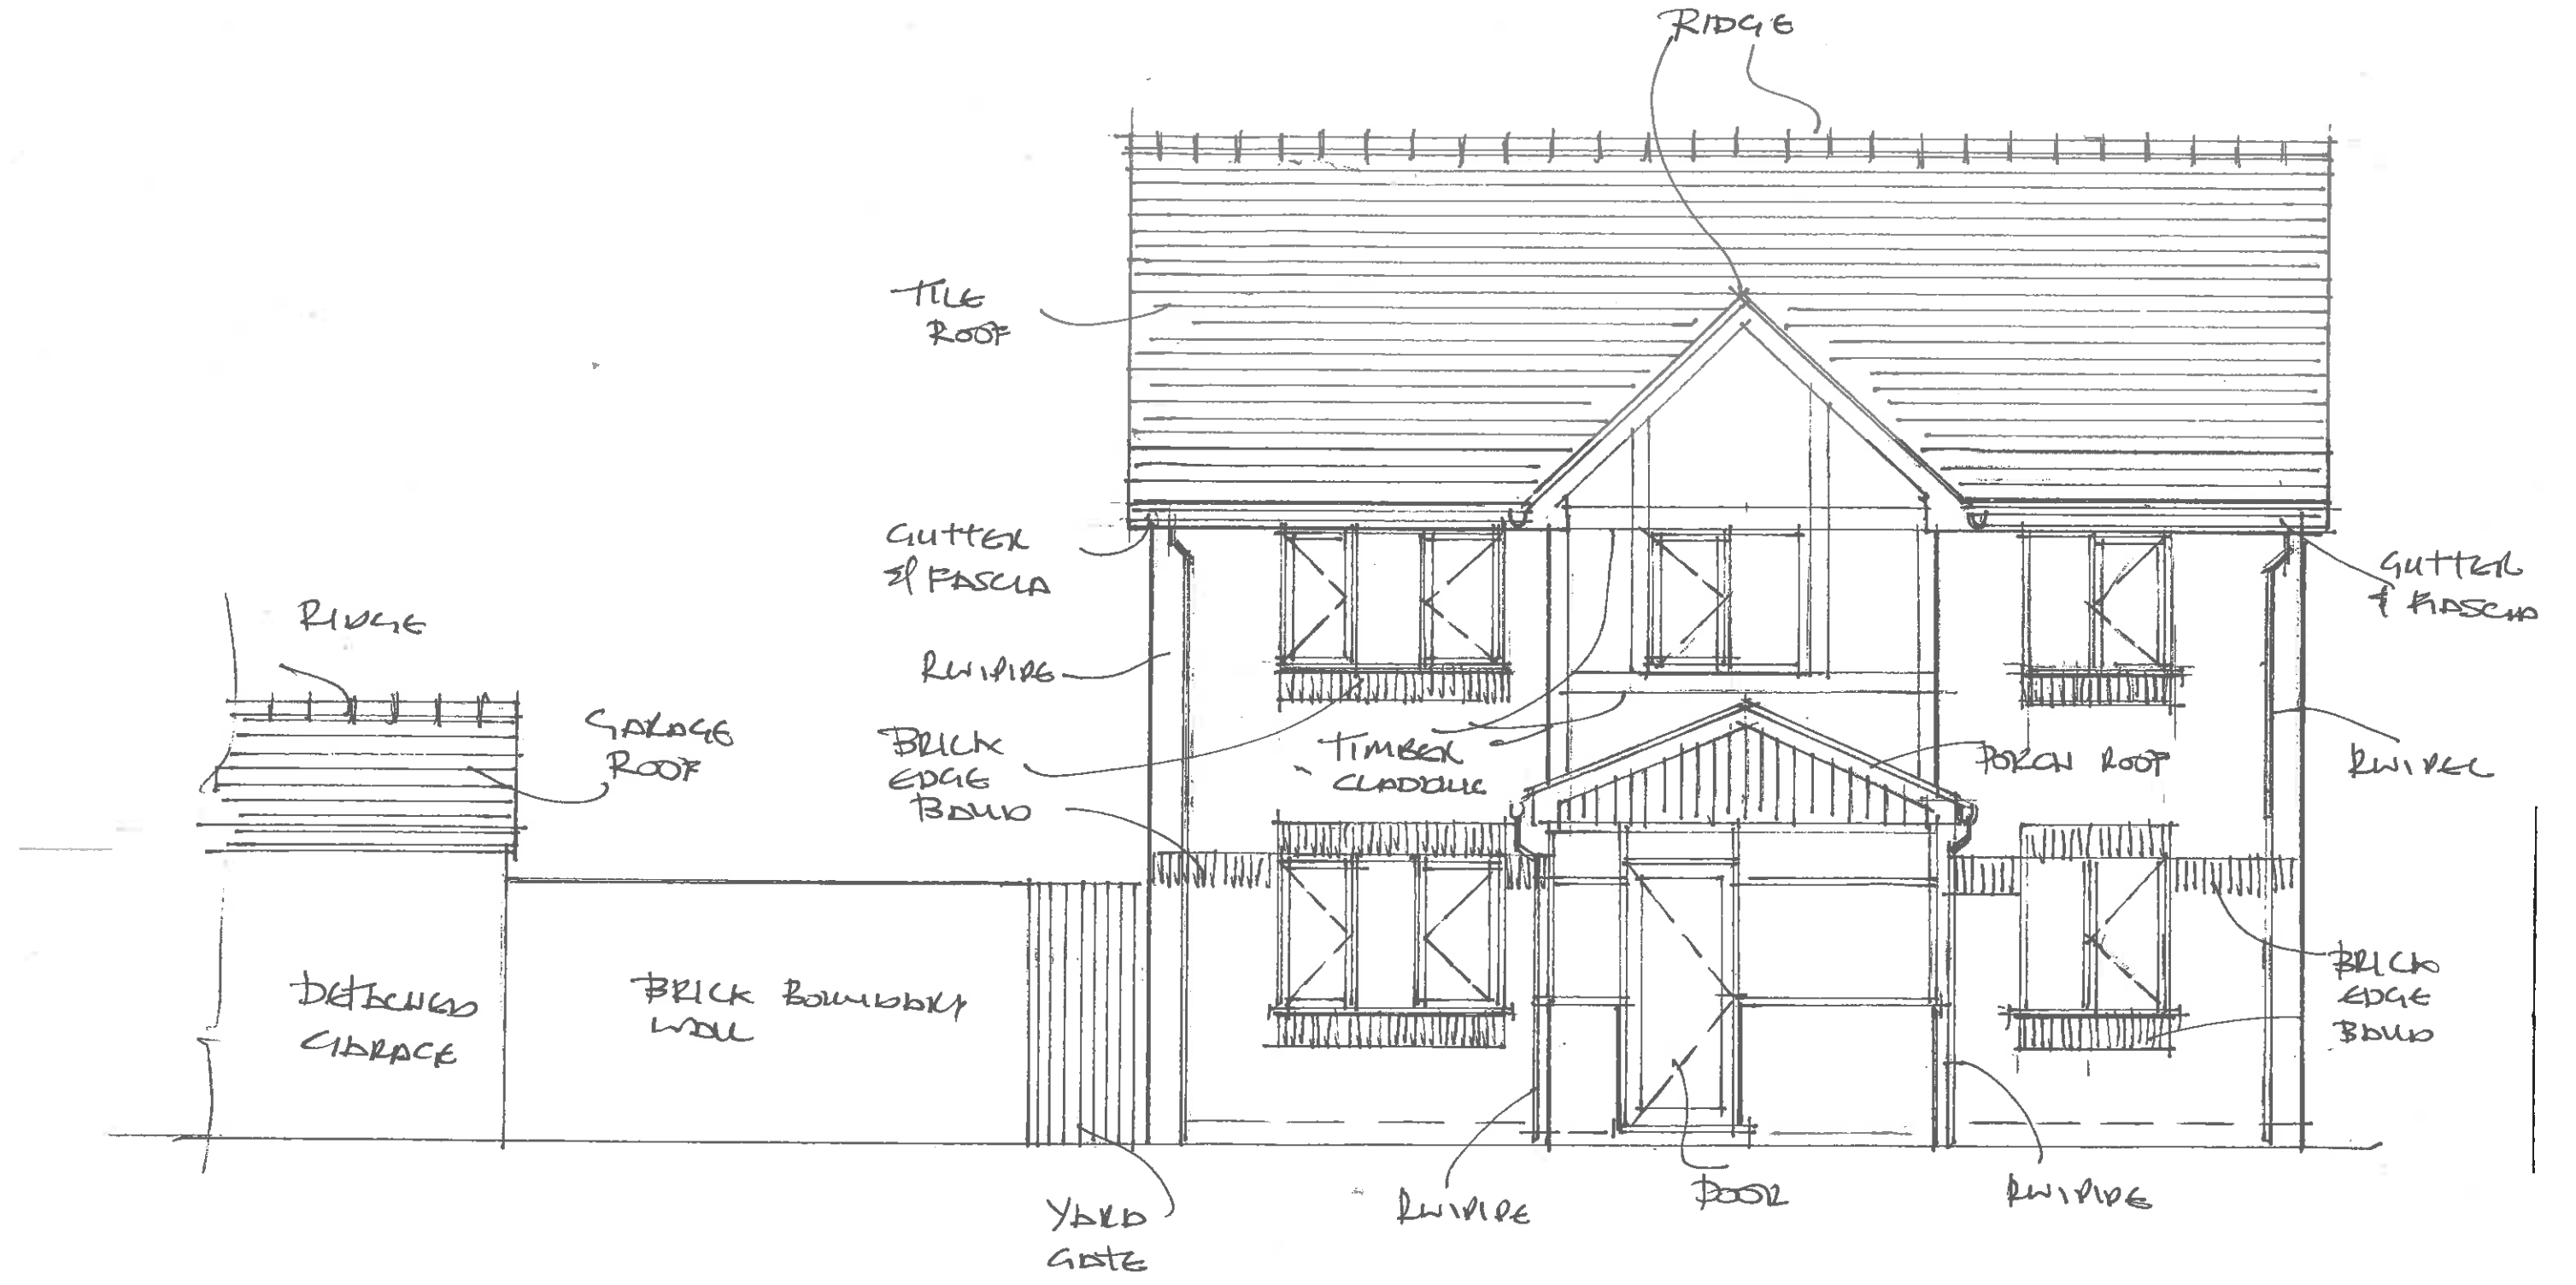 RIDGE
TILE
ROOF
GUTTER
& FASCIA
GUTTER
& FASCIA
RIDGE
RWPIPE
GARAGE
ROOF
BRICK
EDGE
BAND
TIMBER
CLADDING
PORCH ROOF
RWPIPE
DETACHED
GARAGE
BRICK BOUNDARY
WALL
BRICK
EDGE
BAND
YARD
GATE
RWPIPE
DOOR
RWPIPE